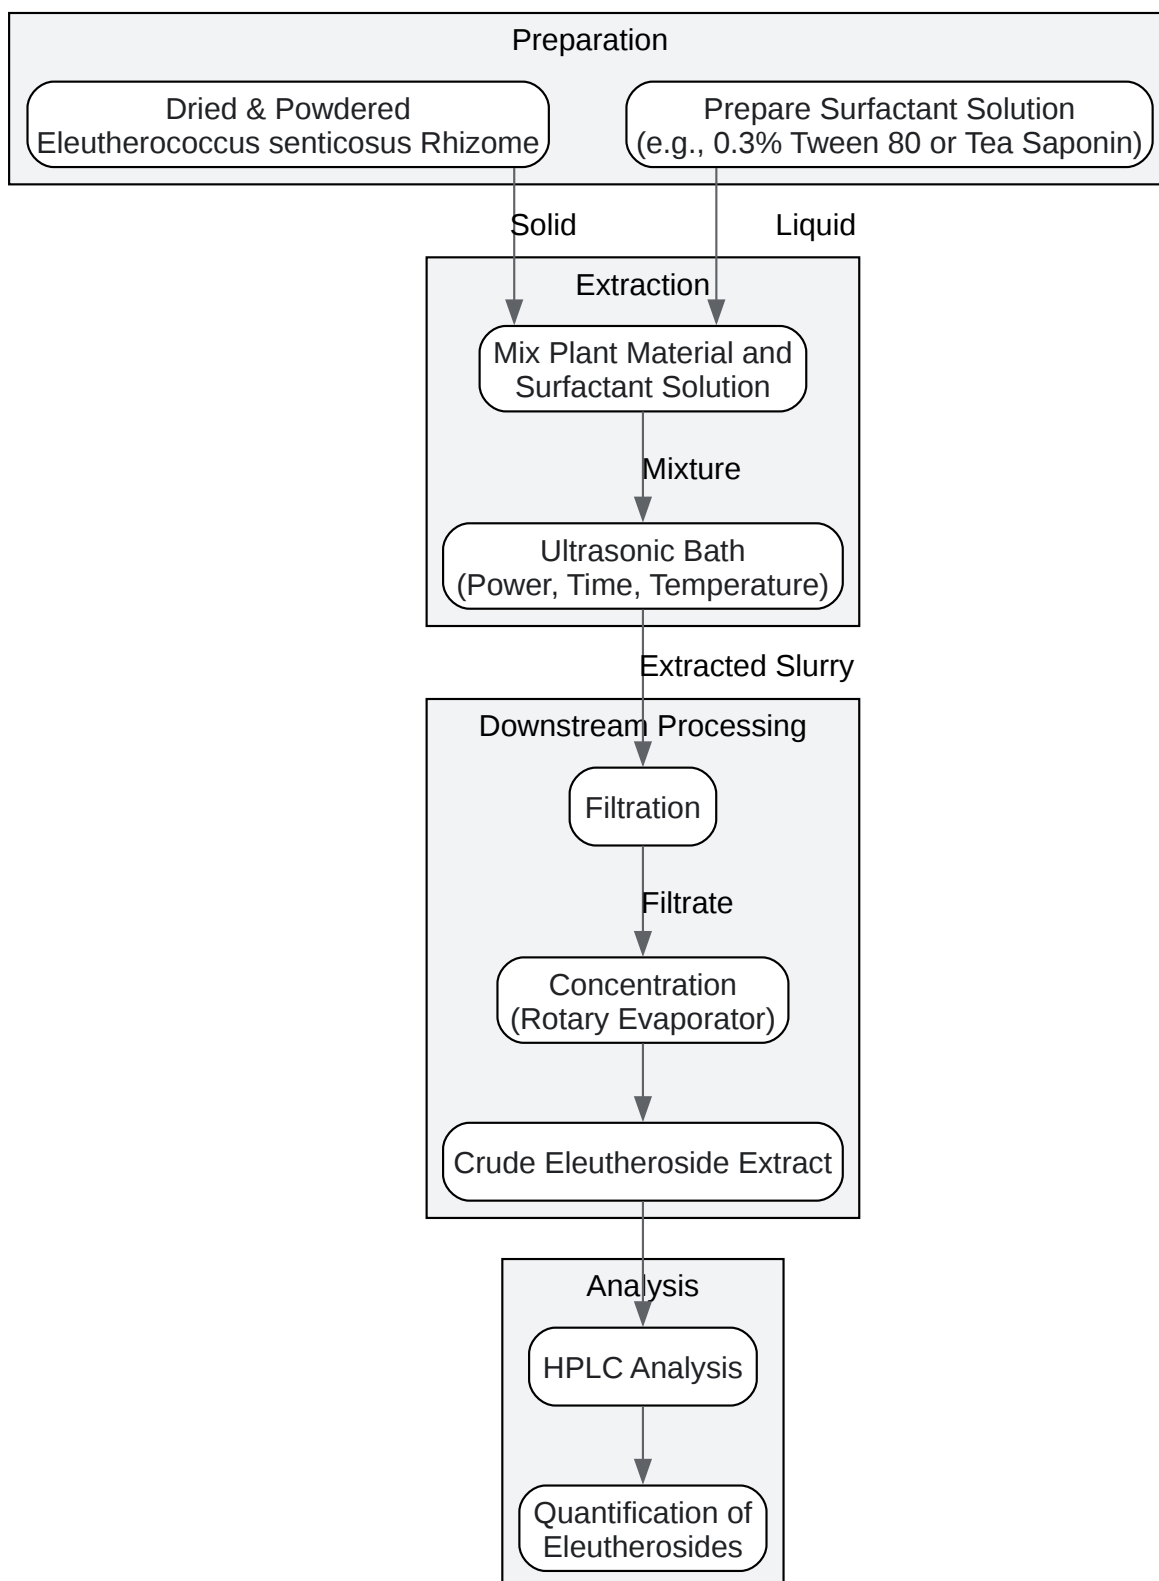 Preparation
Dried & Powdered
Eleutherococcus senticosus Rhizome
Prepare Surfactant Solution
(e.g., 0.3% Tween 80 or Tea Saponin)
Solid
Liquid
Extraction
Mix Plant Material and
Surfactant Solution
Mixture
Ultrasonic Bath
(Power, Time, Temperature)
Extracted Slurry
Downstream Processing
Filtration
Filtrate
Concentration
(Rotary Evaporator)
Crude Eleutheroside Extract
Analysis
HPLC Analysis
Quantification of
Eleutherosides